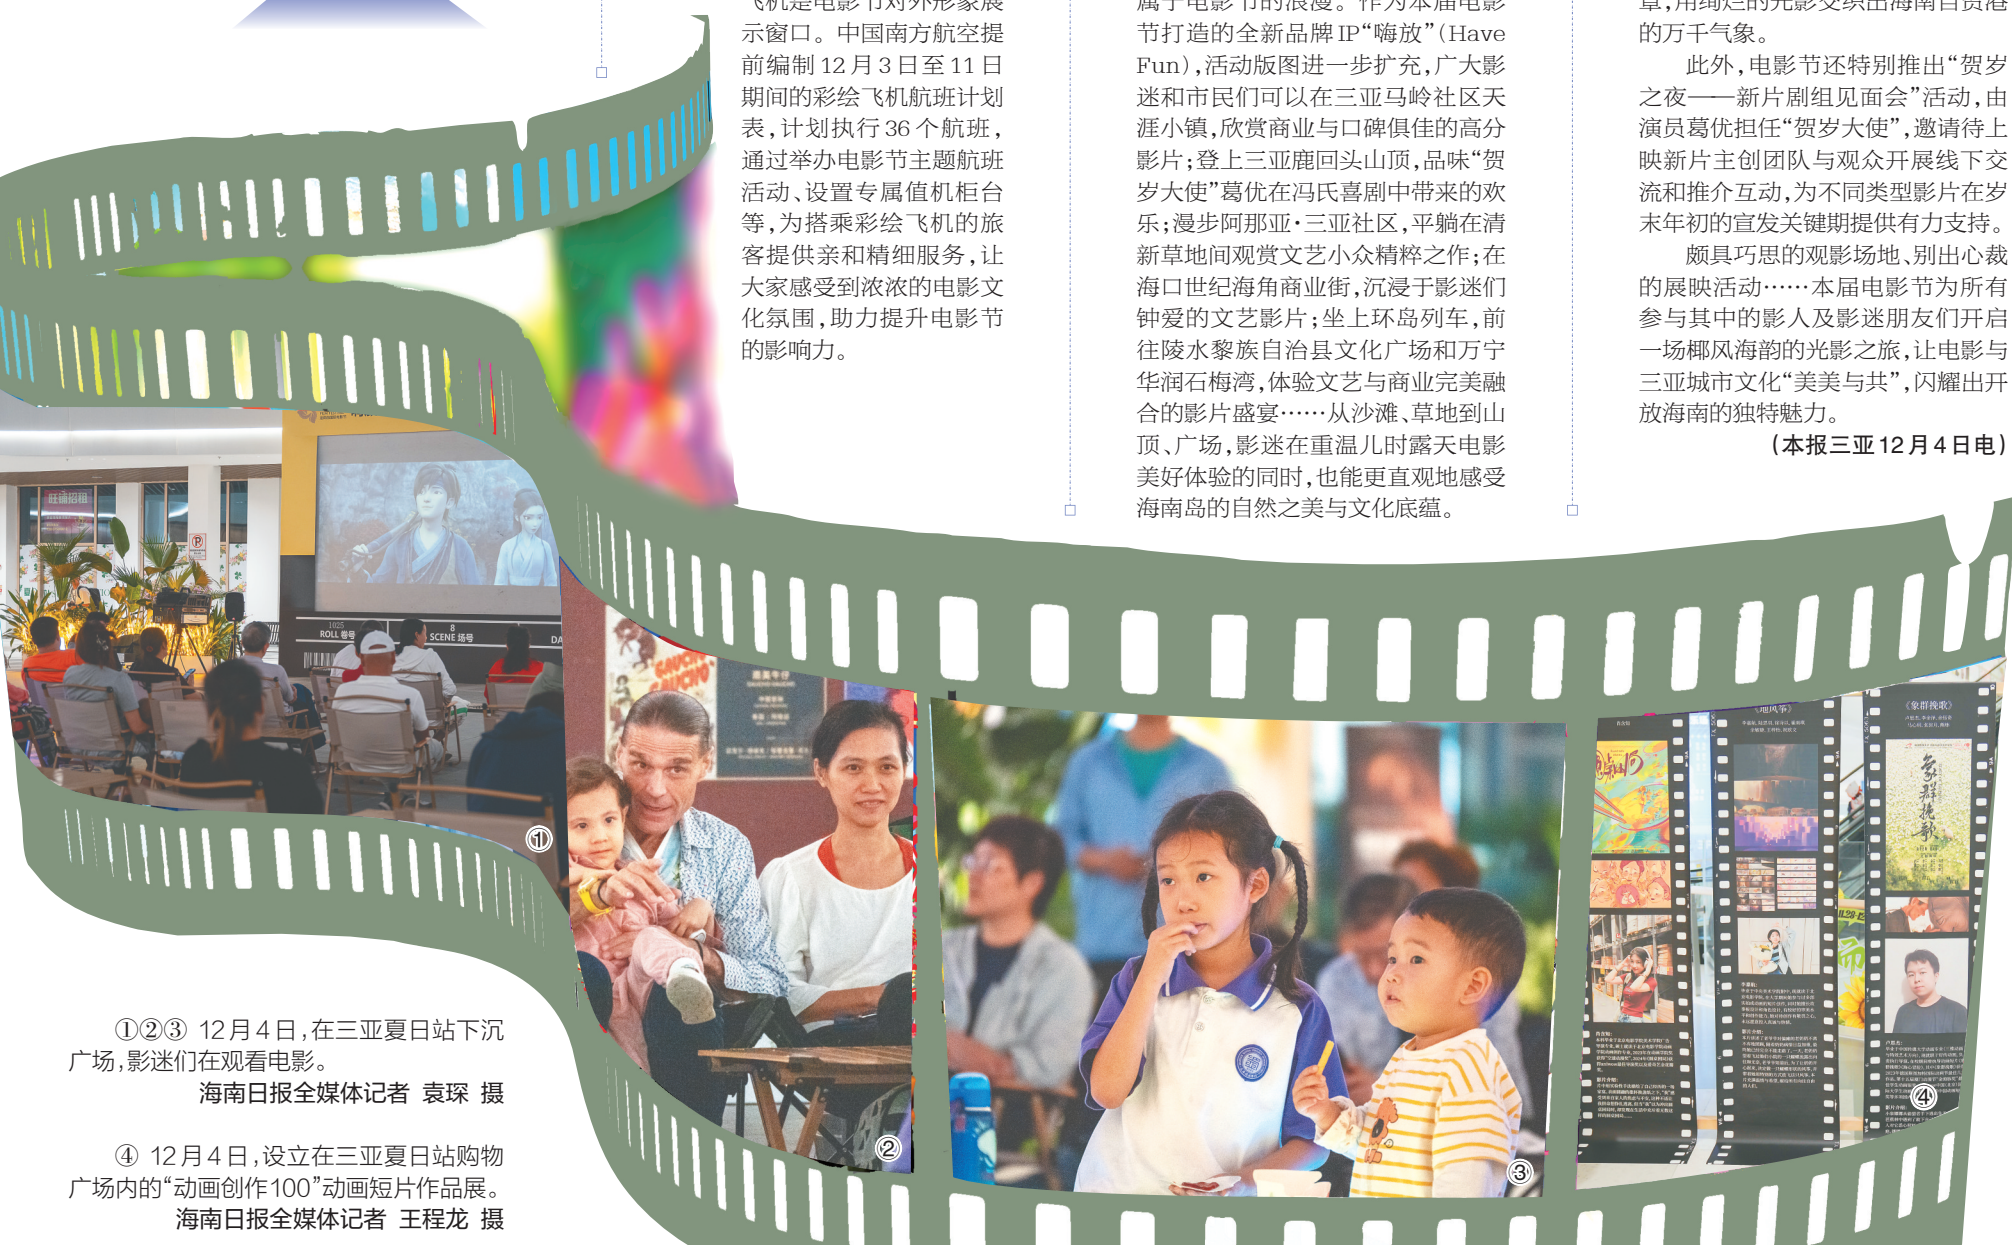 飞机是电影节对外形象展
示窗口。中国南方航空提
前编制12月3日至11日
期间的彩绘飞机航班计划
表，计划执行36个航班，
通过举办电影节主题航班
活动、设置专属值机柜台
等，为搭乘彩绘飞机的旅
客提供亲和精细服务，让
大家感受到浓浓的电影文
化氛围，助力提升电影节
的影响力。
属于电影节的浪漫。作为本届电影
节打造的全新品牌IP“嗨放”（Have
Fun），活动版图进一步扩充，广大影
迷和市民们可以在三亚马岭社区天
涯小镇，欣赏商业与口碑俱佳的高分
影片；登上三亚鹿回头山顶，品味“贺
岁大使”葛优在冯氏喜剧中带来的欢
乐；漫步阿那亚·三亚社区，平躺在清
新草地间观赏文艺小众精粹之作；在
海口世纪海角商业街，沉浸于影迷们
钟爱的文艺影片；坐上环岛列车，前
往陵水黎族自治县文化广场和万宁
华润石梅湾，体验文艺与商业完美融
合的影片盛宴……从沙滩、草地到山
顶、广场，影迷在重温儿时露天电影
美好体验的同时，也能更直观地感受
海南岛的自然之美与文化底蕴。
章，用绚烂的光影交织出海南自贸港
的万千气象。
此外，电影节还特别推出“贺岁
之夜——新片剧组见面会”活动，由
演员葛优担任“贺岁大使”，邀请待上
映新片主创团队与观众开展线下交
流和推介互动，为不同类型影片在岁
末年初的宣发关键期提供有力支持。
颇具巧思的观影场地、别出心裁
的展映活动……本届电影节为所有
参与其中的影人及影迷朋友们开启
一场椰风海韵的光影之旅，让电影与
三亚城市文化“美美与共”，闪耀出开
放海南的独特魅力。
（本报三亚12月4日电）
旺铺招租
1025
ROLL 卷号
8
SCENE 场号
DA
①
GAUCHO
GAUCHO
②
③
《象群挽歌》
象群挽歌
④
①②③ 12月4日，在三亚夏日站下沉
广场，影迷们在观看电影。
海南日报全媒体记者 袁琛 摄
④ 12月4日，设立在三亚夏日站购物
广场内的“动画创作100”动画短片作品展。
海南日报全媒体记者 王程龙 摄